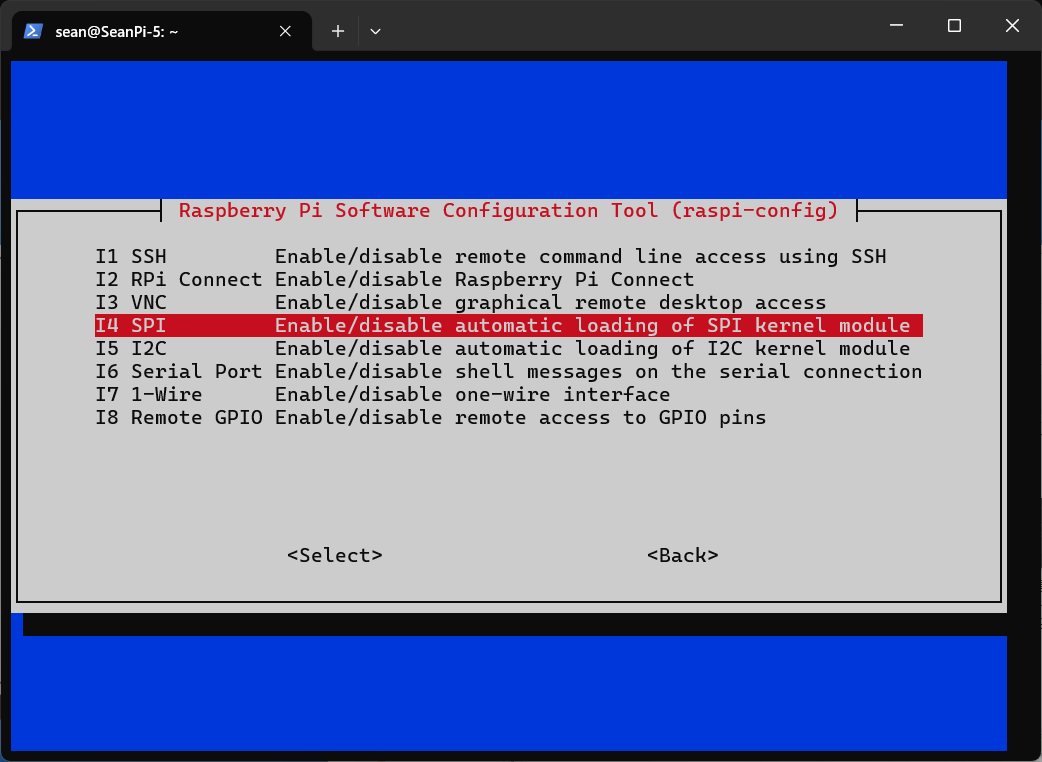 sean@SeanPi-5: ~
Raspberry Pi Software Configuration Tool (raspi-config)
I1 SSH Enable/disable remote command line access using SSH
I2 RPi Connect Enable/disable Raspberry Pi Connect
I3 VNC Enable/disable graphical remote desktop access
I4 SPI Enable/disable automatic loading of SPI kernel module
I5 I2C Enable/disable automatic loading of I2C kernel module
I6 Serial Port Enable/disable shell messages on the serial connection
I7 1-Wire Enable/disable one-wire interface
I8 Remote GPIO Enable/disable remote access to GPIO pins
<Select> <Back>